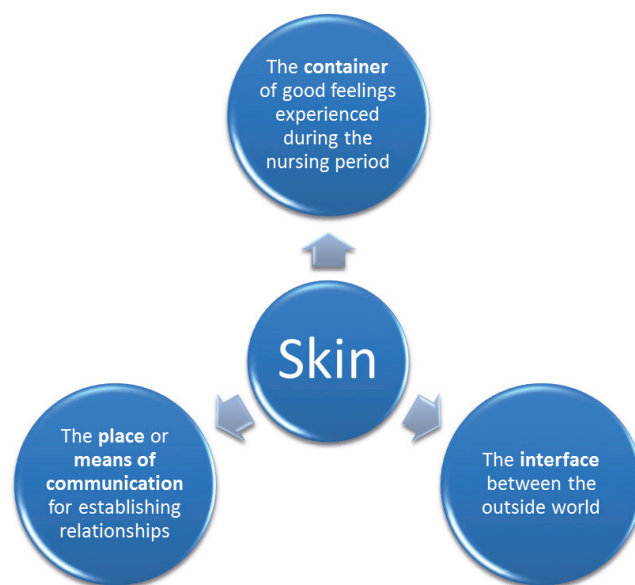 The container
of good feelings
experienced
during the
nursing period
Skin
The place or
means of
communication
for establishing
relationships
The interface
between the
outside world